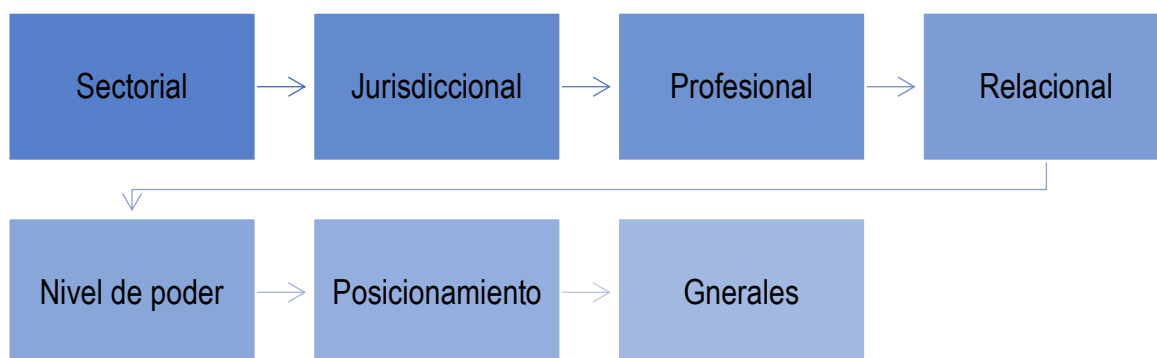 Sectorial
Jurisdiccional
Profesional
Relacional
Nivel de poder
Posicionamiento
Gnerales